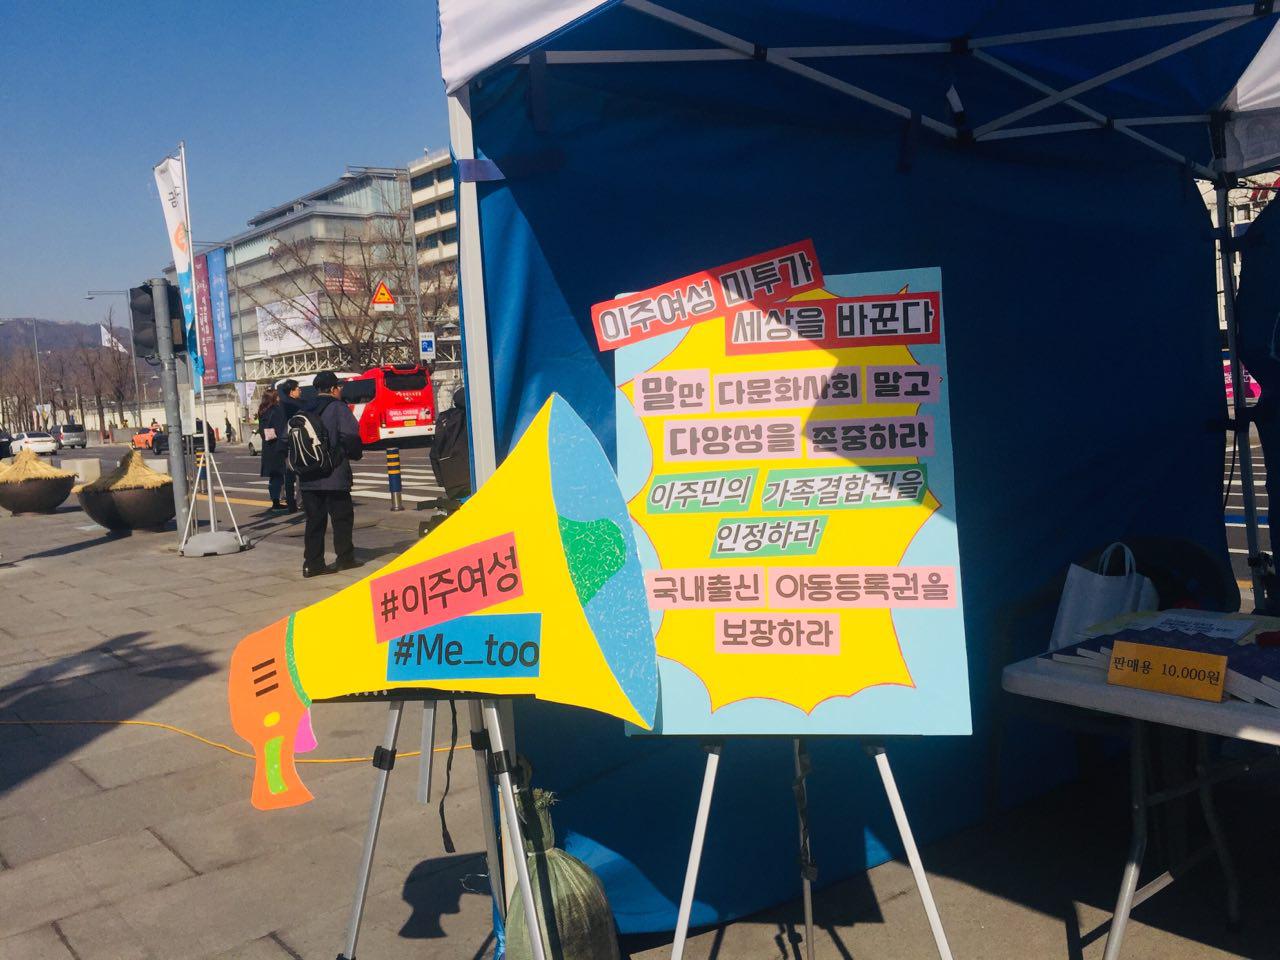 이주여성 미투가
세상을 바꾼다
말만 다문화사회 말고
다양성을 존중하라
이주민의 가족결합권을
인정하라
국내출신 아동등록권을
보장하라
#이주여성
#Me_too
판매용 10,000원